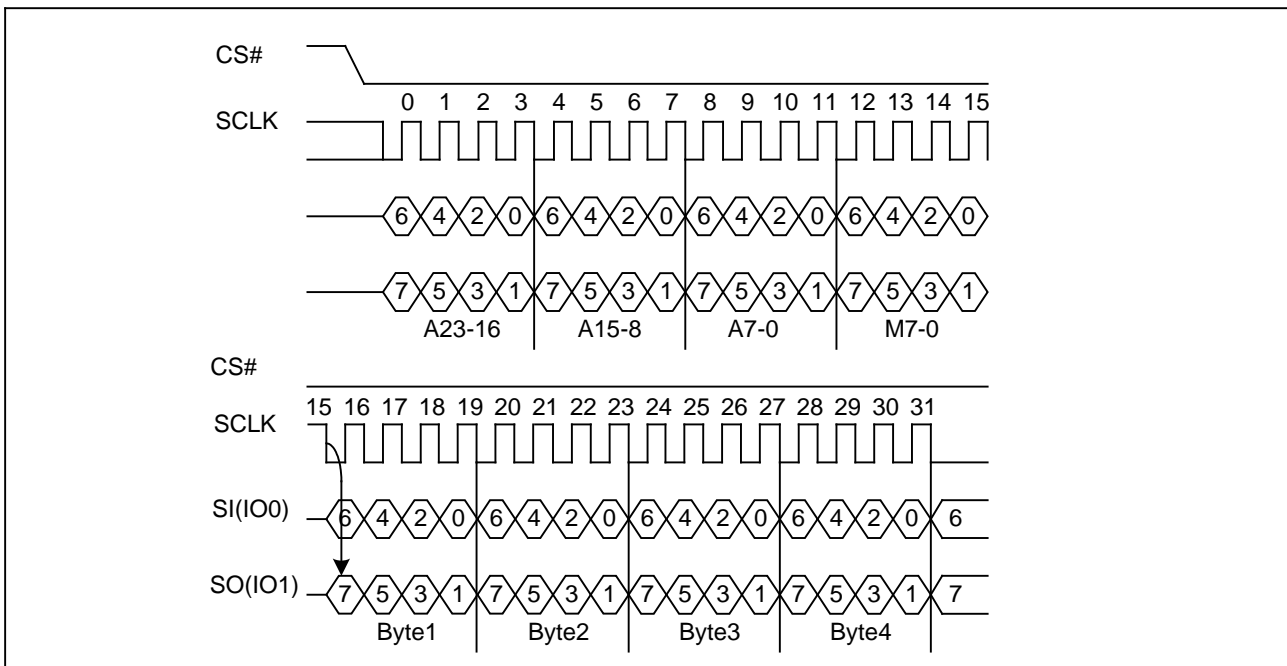 CS#
0 1 2 3 4 5 6 7 8 9 10 11 12 13 14 15
SCLK
6 4 2 0 6 4 2 0 6 4 2 0 6 4 2 0
7 5 3 1 7 5 3 1 7 5 3 1 7 5 3 1
A23-16 A15-8 A7-0 M7-0
CS#
15 16 17 18 19 20 21 22 23 24 25 26 27 28 29 30 31
SCLK
SI(IO0) 6 4 2 0 6 4 2 0 6 4 2 0 6 4 2 0 6
SO(IO1) 7 5 3 1 7 5 3 1 7 5 3 1 7 5 3 1 7
Byte1 Byte2 Byte3 Byte4